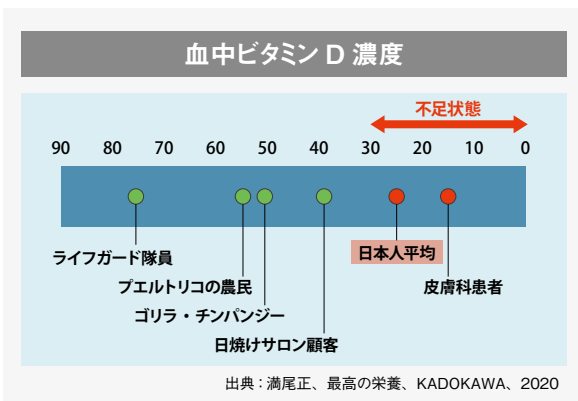 血中ビタミン D 濃度
不足状態
90 80 70 60 50 40 30 20 10 0
ライフガード隊員
日本人平均
プエルトリコの農民
皮膚科患者
ゴリラ・チンパンジー
日焼けサロン顧客
出典：満尾正、最高の栄養、KADOKAWA、2020